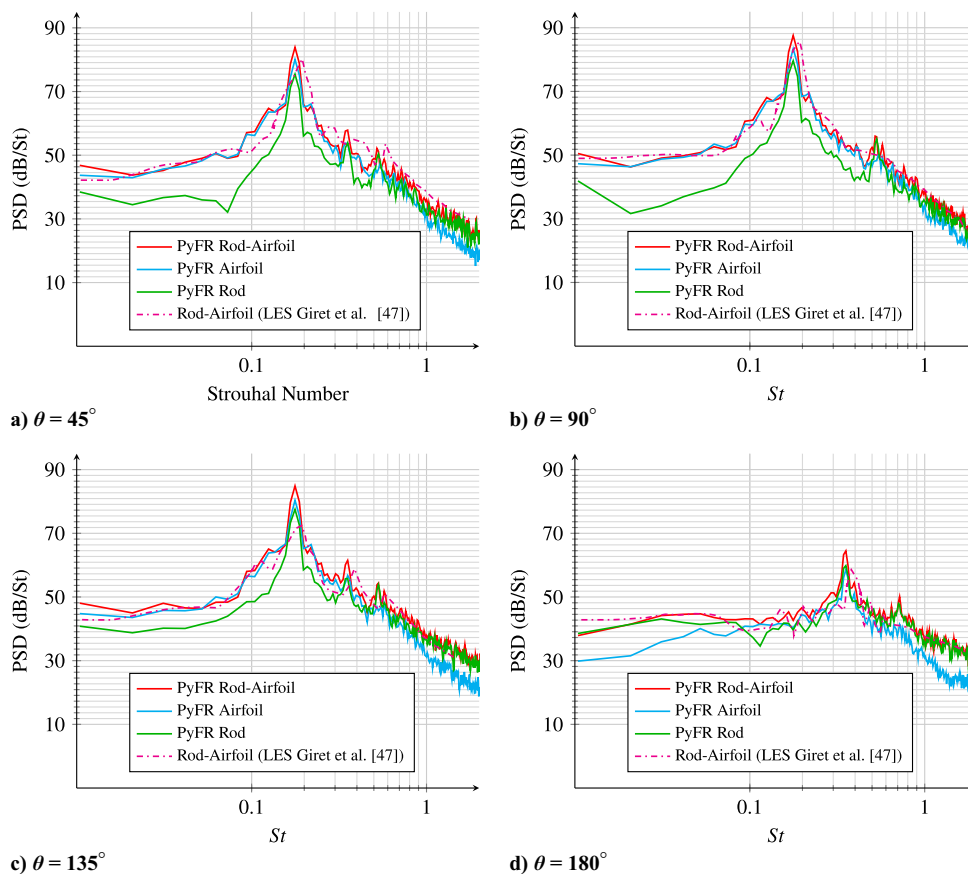 90
70
50
30
10
PSD (dB/St)
PyFR Rod-Airfoil
PyFR Airfoil
PyFR Rod
Rod-Airfoil (LES Giret et al. [47])
0.1
1
Strouhal Number
a) θ = 45°
90
70
50
30
10
PSD (dB/St)
PyFR Rod-Airfoil
PyFR Airfoil
PyFR Rod
Rod-Airfoil (LES Giret et al. [47])
0.1
1
St
b) θ = 90°
90
70
50
30
10
PSD (dB/St)
PyFR Rod-Airfoil
PyFR Airfoil
PyFR Rod
Rod-Airfoil (LES Giret et al. [47])
0.1
1
St
c) θ = 135°
90
70
50
30
10
PSD (dB/St)
PyFR Rod-Airfoil
PyFR Airfoil
PyFR Rod
Rod-Airfoil (LES Giret et al. [47])
0.1
1
St
d) θ = 180°